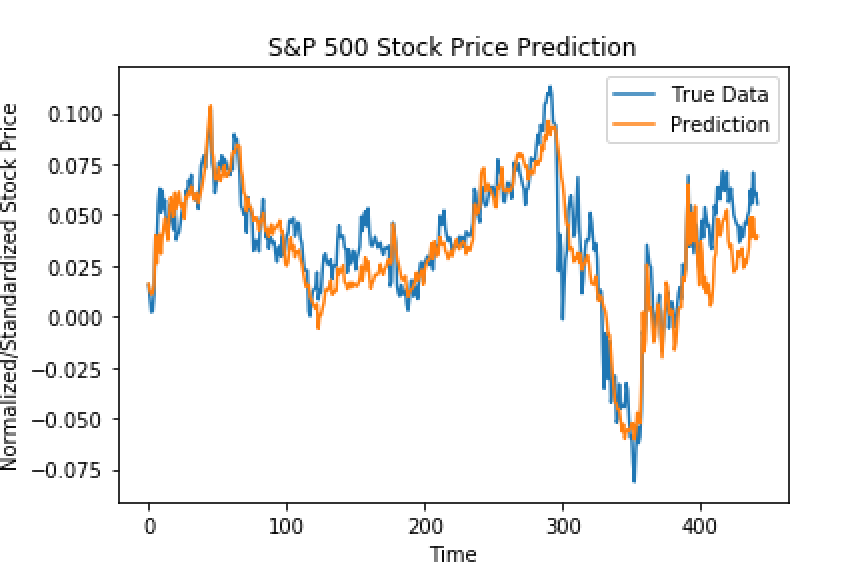 S&P 500 Stock Price Prediction
True Data
Prediction
Normalized/Standardized Stock Price
0.100
0.075
0.050
0.025
0.000
−0.025
−0.050
−0.075
0 100 200 300 400
Time